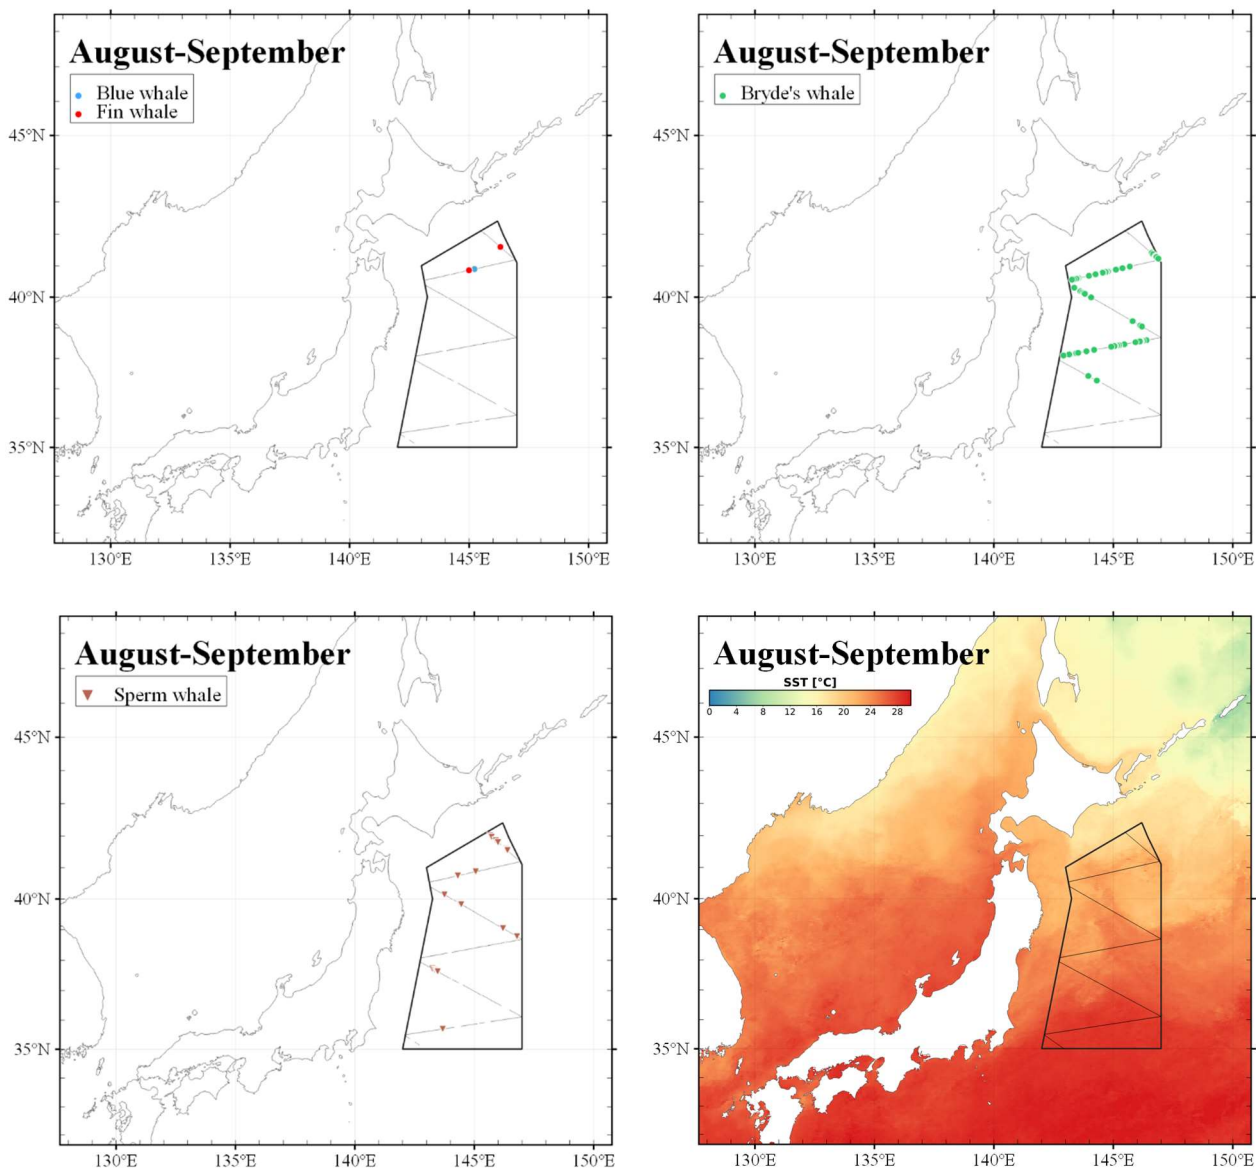 August-September
Blue whale
Fin whale
45°N
40°N
35°N
130°E 135°E 140°E 145°E 150°E
August-September
Bryde's whale
45°N
40°N
35°N
130°E 135°E 140°E 145°E 150°E
August-September
Sperm whale
45°N
40°N
35°N
130°E 135°E 140°E 145°E 150°E
August-September
SST [°C]
0 4 8 12 16 20 24 28
45°N
40°N
35°N
130°E 135°E 140°E 145°E 150°E